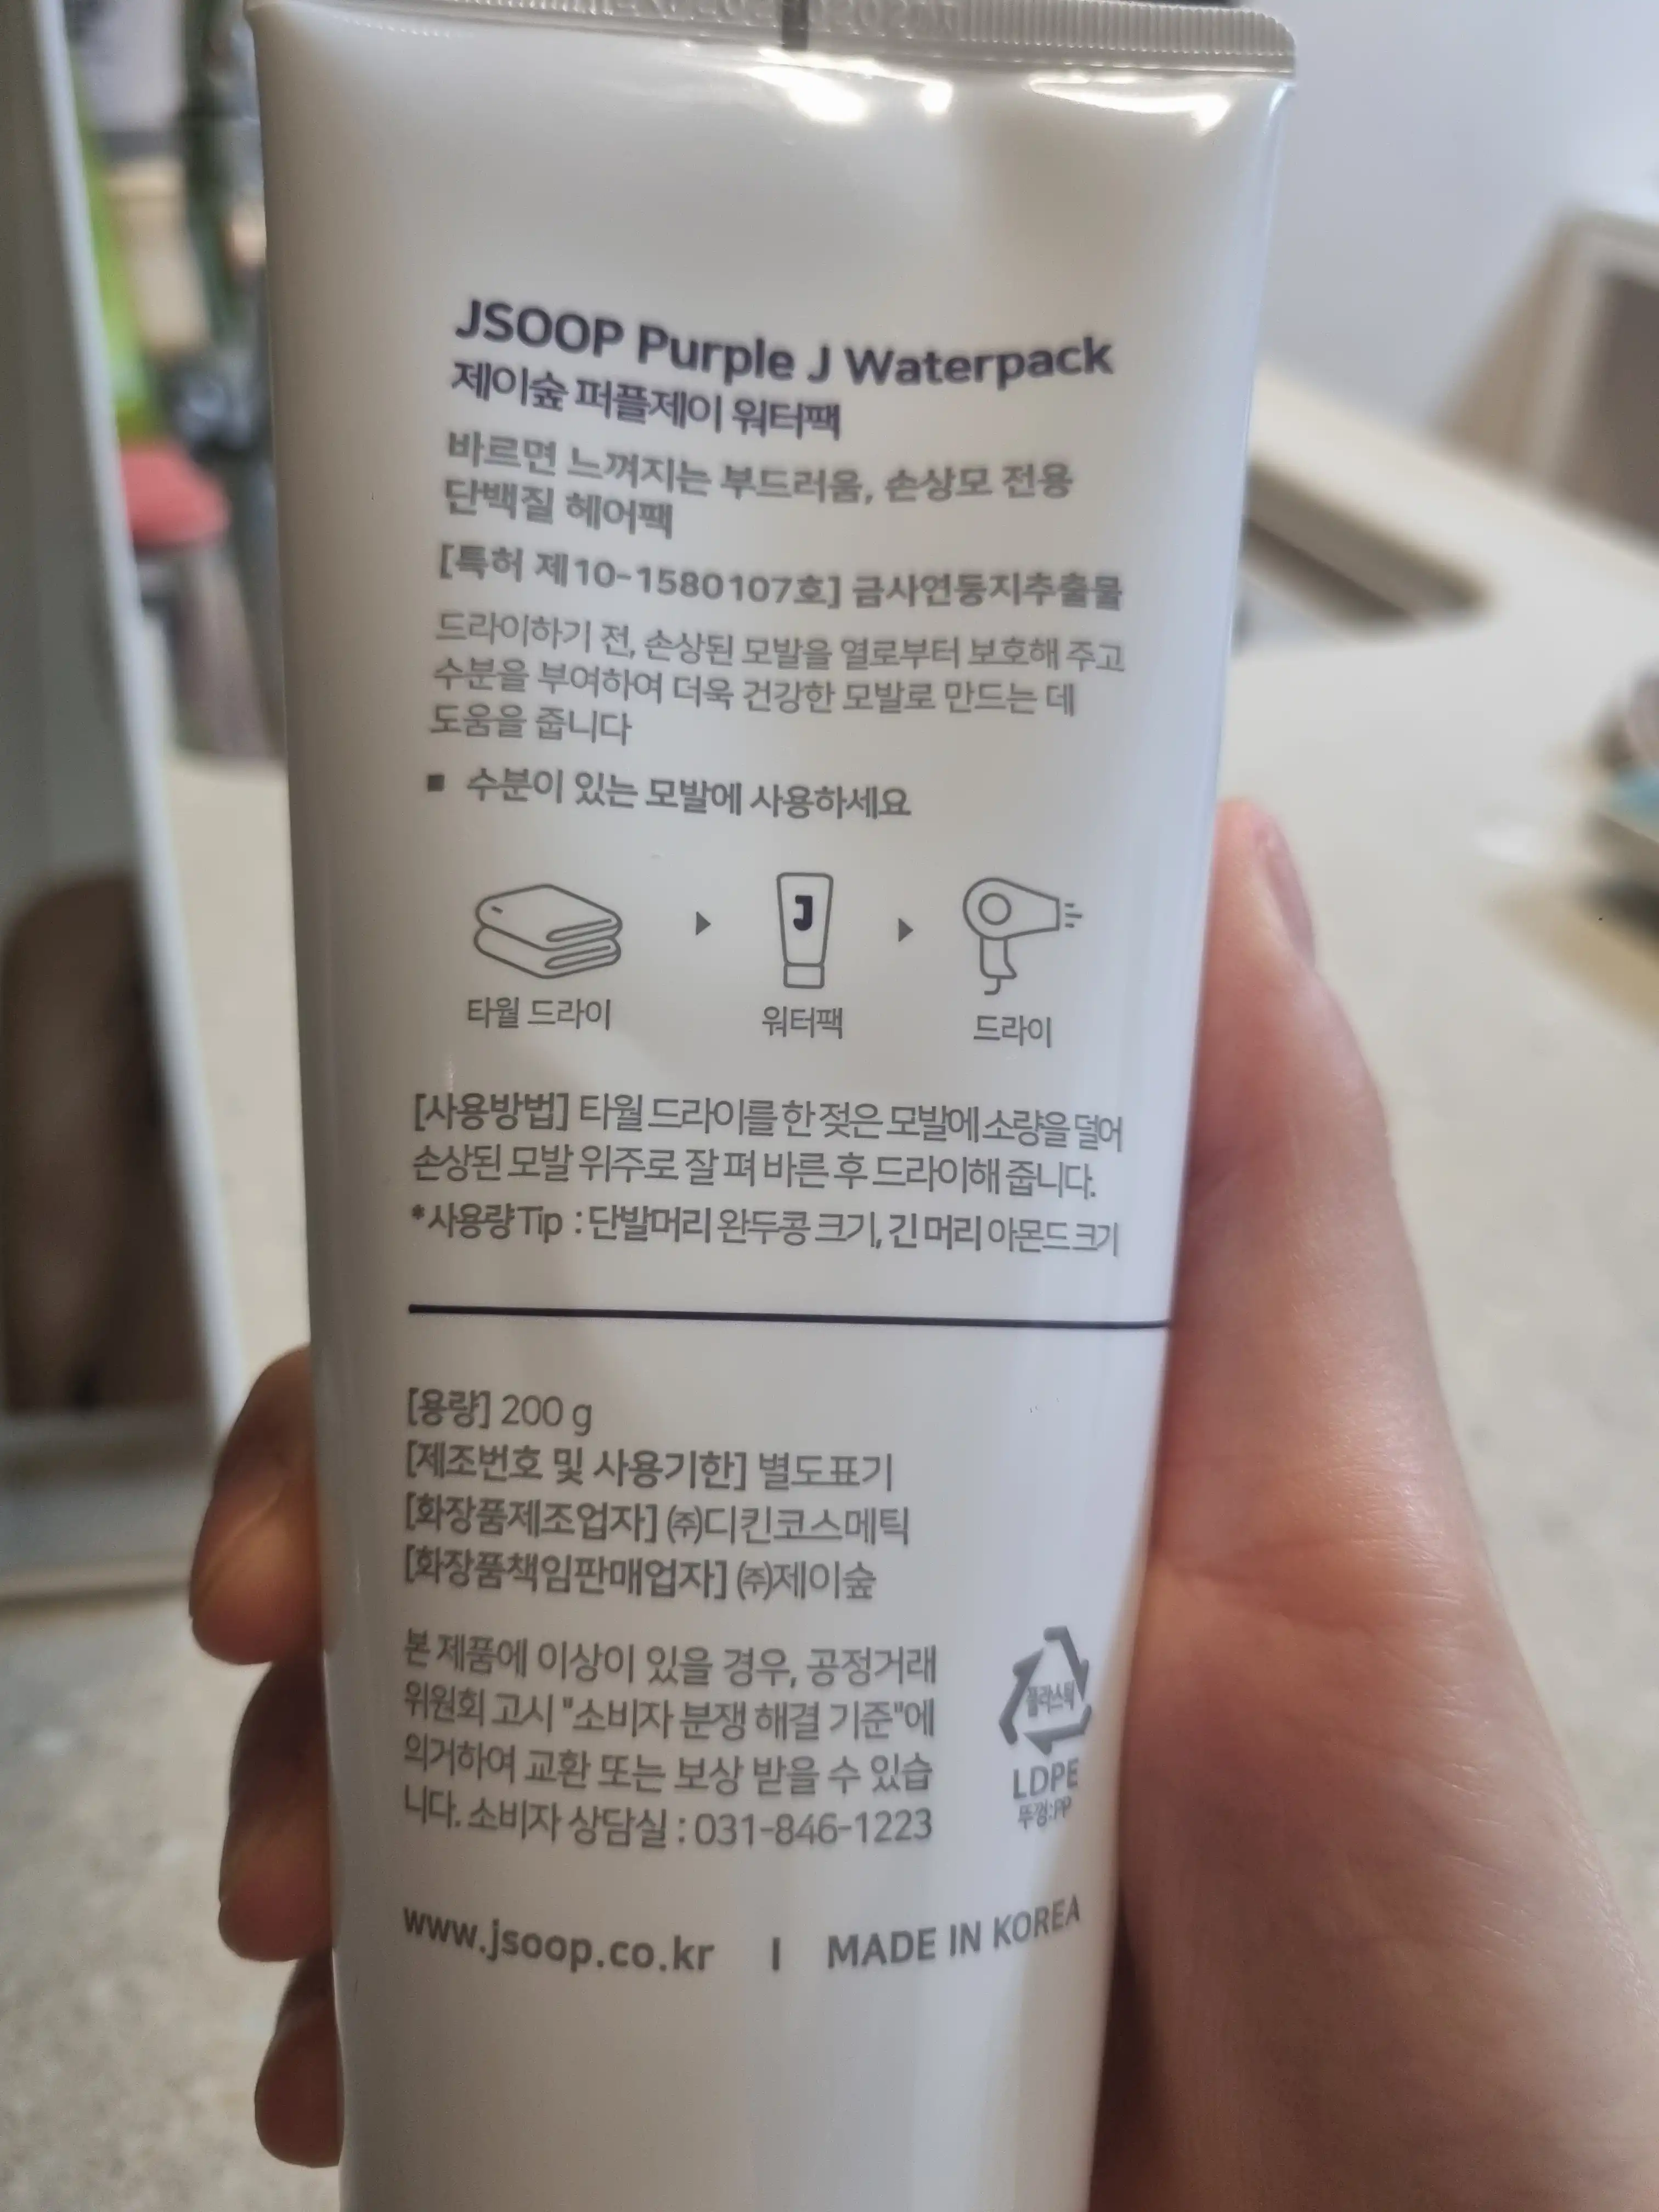 JSOOP Purple J Waterpack
제이숲 퍼플제이 워터팩
바르면 느껴지는 부드러움, 손상모 전용
단백질 헤어팩
[특허 제10-1580107호] 금사연둥지추출물
드라이하기 전, 손상된 모발을 열로부터 보호해 주고
수분을 부여하여 더욱 건강한 모발로 만드는 데
도움을 줍니다
▪ 수분이 있는 모발에 사용하세요
J
타월 드라이
워터팩
드라이
[사용방법] 타월 드라이를 한 젖은 모발에 소량을 덜어
손상된 모발 위주로 잘 펴 바른 후 드라이해 줍니다.
*사용량Tip : 단발머리 완두콩 크기, 긴 머리 아몬드 크기
[용량] 200 g
[제조번호 및 사용기한] 별도표기
[화장품제조업자] ㈜디킨코스메틱
[화장품책임판매업자] ㈜제이숲
본 제품에 이상이 있을 경우, 공정거래
위원회 고시 "소비자 분쟁 해결 기준"에
의거하여 교환 또는 보상 받을 수 있습
니다. 소비자 상담실 : 031-846-1223
플라스틱
LDPE
뚜껑:PP
www.jsoop.co.kr I MADE IN KOREA